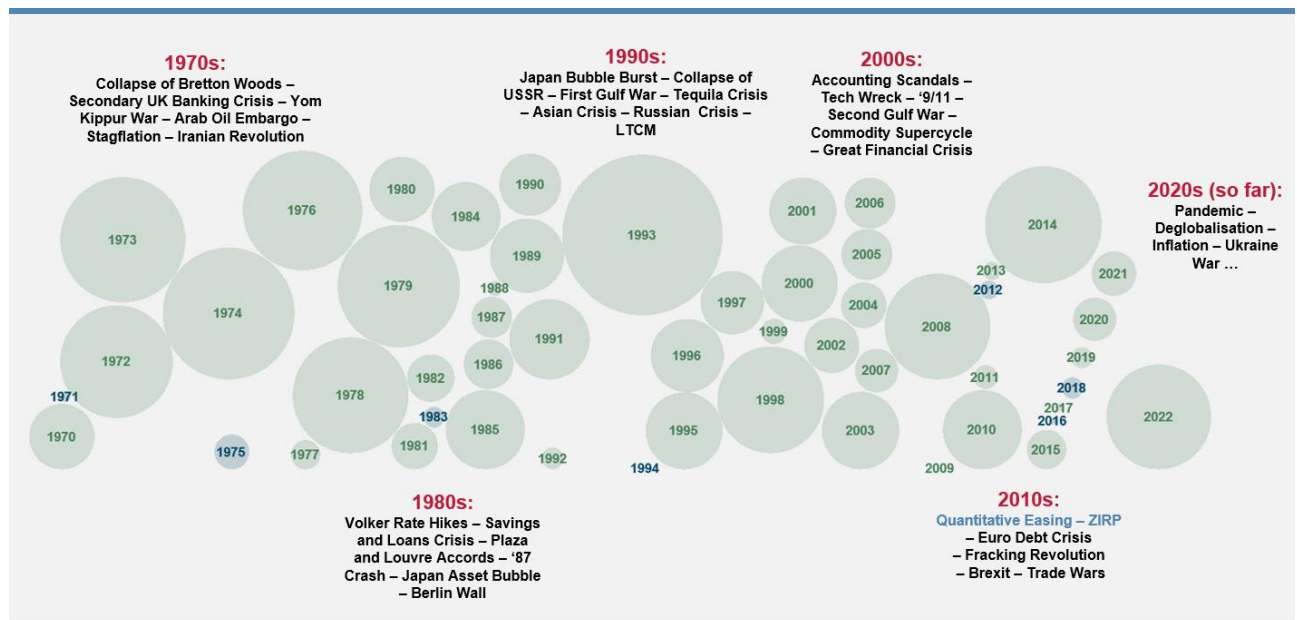 1970s:
Collapse of Bretton Woods –
Secondary UK Banking Crisis – Yom
Kippur War – Arab Oil Embargo –
Stagflation – Iranian Revolution
1990s:
Japan Bubble Burst – Collapse of
USSR – First Gulf War – Tequila Crisis
– Asian Crisis – Russian Crisis –
LTCM
2000s:
Accounting Scandals –
Tech Wreck – ‘9/11 –
Second Gulf War –
Commodity Supercycle
– Great Financial Crisis
2020s (so far):
Pandemic –
Deglobalisation –
Inflation – Ukraine
War ...
1970
1971
1972
1973
1974
1975
1976
1977
1978
1979
1980
1981
1982
1983
1984
1985
1986
1987
1988
1989
1990
1991
1992
1993
1994
1995
1996
1997
1998
1999
2000
2001
2002
2003
2004
2005
2006
2007
2008
2009
2010
2011
2012
2013
2014
2015
2016
2017
2018
2019
2020
2021
2022
1980s:
Volker Rate Hikes – Savings
and Loans Crisis – Plaza
and Louvre Accords – ‘87
Crash – Japan Asset Bubble
– Berlin Wall
2010s:
Quantitative Easing – ZIRP
– Euro Debt Crisis
– Fracking Revolution
– Brexit – Trade Wars